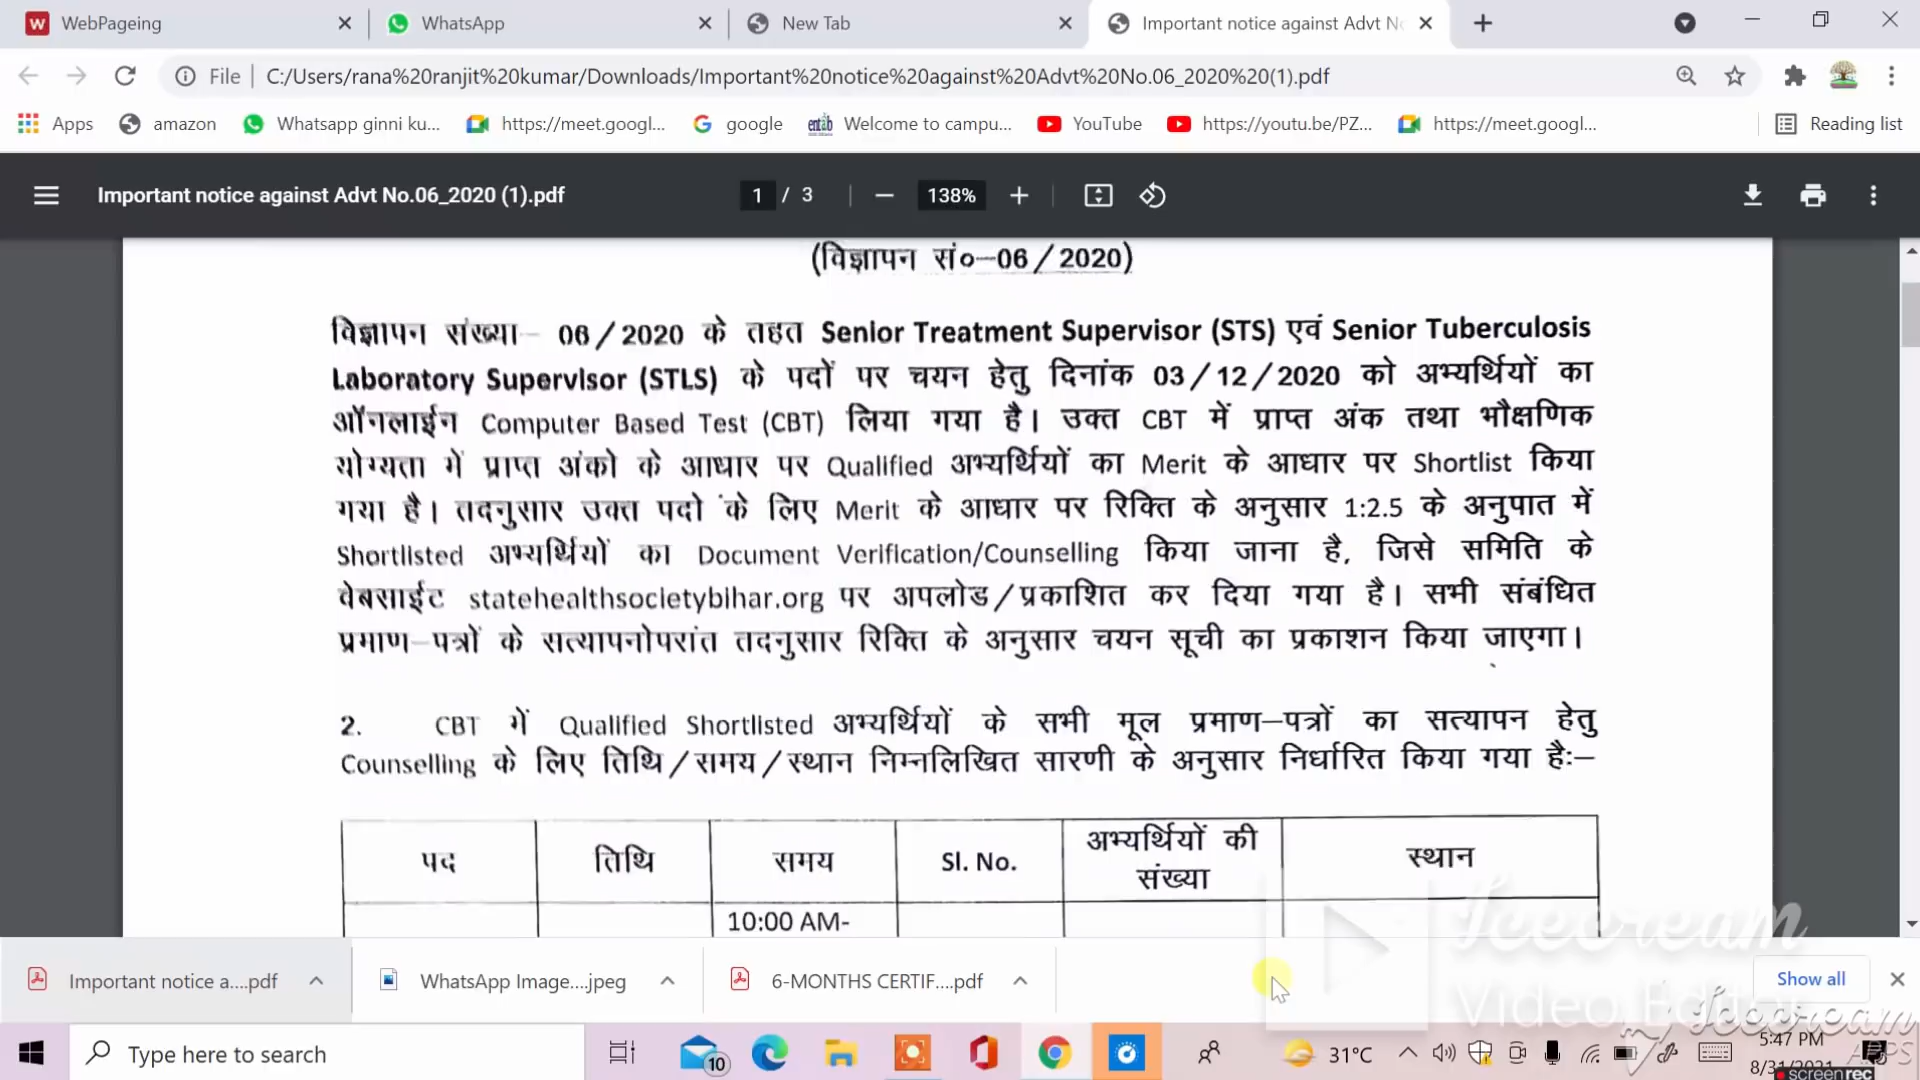 WebPageing
WhatsApp
New Tab
Important notice against Advt No
File
C:/Users/rana%20ranjit%20kumar/Downloads/Important%20notice%20against%20Advt%20No.06_2020%20(1).pdf
Apps
amazon
Whatsapp ginni ku...
https://meet.googl...
google
entab
Welcome to campu...
YouTube
https://youtu.be/PZ...
https://meet.googl...
Reading list
Important notice against Advt No.06_2020 (1).pdf
1 / 3
138%
(विज्ञापन सं०–06/2020)
विज्ञापन संख्या– 06/2020 के तहत Senior Treatment Supervisor (STS) एवं Senior Tuberculosis
Laboratory Supervisor (STLS) के पदों पर चयन हेतु दिनांक 03/12/2020 को अभ्यर्थियों का
ऑनलाईन Computer Based Test (CBT) लिया गया है। उक्त CBT में प्राप्त अंक तथा भौक्षणिक
योग्यता में प्राप्त अंको के आधार पर Qualified अभ्यर्थियों का Merit के आधार पर Shortlist किया
गया है। तदनुसार उक्त पदो के लिए Merit के आधार पर रिक्ति के अनुसार 1:2.5 के अनुपात में
Shortlisted अभ्यर्थियों का Document Verification/Counselling किया जाना है, जिसे समिति के
वेबसाईट statehealthsocietybihar.org पर अपलोड/प्रकाशित कर दिया गया है। सभी संबंधित
प्रमाण–पत्रों के सत्यापनोपरांत तदनुसार रिक्ति के अनुसार चयन सूची का प्रकाशन किया जाएगा।
2. CBT में Qualified Shortlisted अभ्यर्थियों के सभी मूल प्रमाण–पत्रों का सत्यापन हेतु
Counselling के लिए तिथि/समय/स्थान निम्नलिखित सारणी के अनुसार निर्धारित किया गया है:–
पद
तिथि
समय
Sl. No.
अभ्यर्थियों की
संख्या
स्थान
10:00 AM-
Icecream
Video Editor
Important notice a....pdf
WhatsApp Image....jpeg
6-MONTHS CERTIF....pdf
Show all
Icecream
APPS
Type here to search
10
31°C
5:47 PM
screenrec